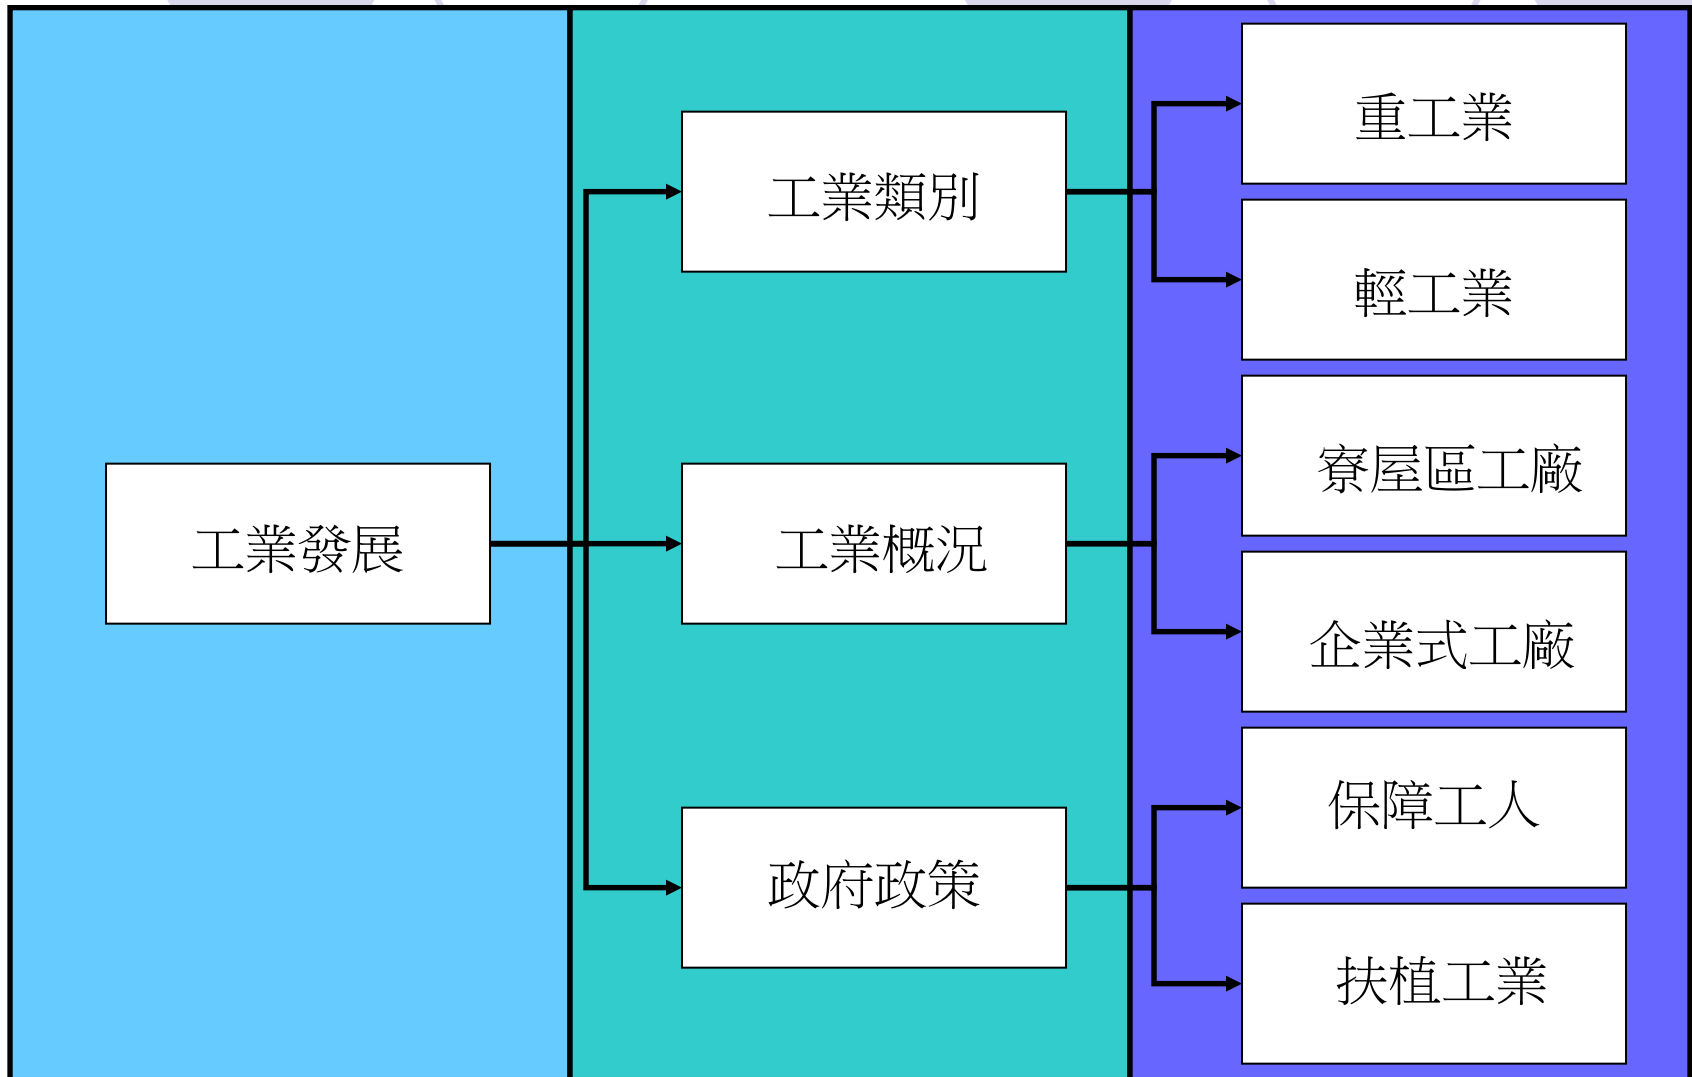 工業發展
工業類別
重工業
輕工業
工業概況
寮屋區工廠
企業式工廠
政府政策
保障工人
扶植工業